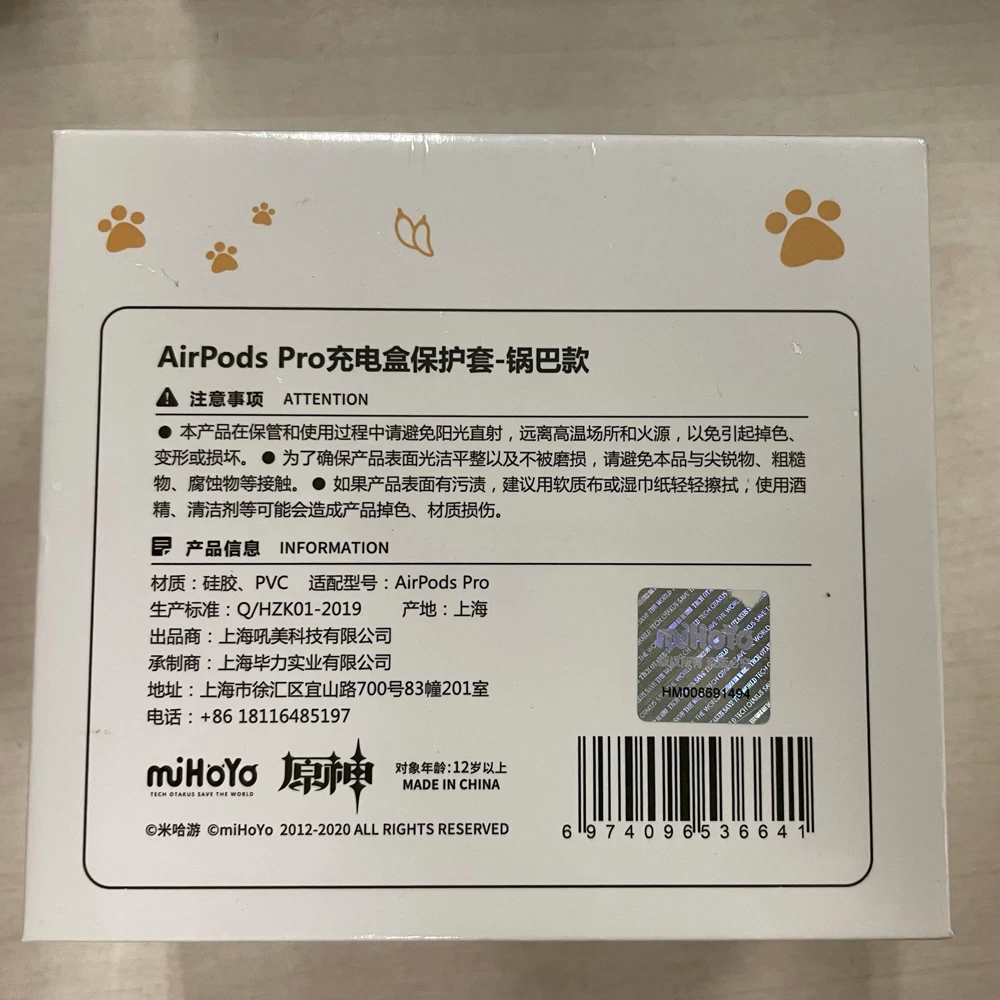 AirPods Pro充电盒保护套-锅巴款
注意事项 ATTENTION
● 本产品在保管和使用过程中请避免阳光直射，远离高温场所和火源，以免引起掉色、
变形或损坏。● 为了确保产品表面光洁平整以及不被磨损，请避免本品与尖锐物、粗糙
物、腐蚀物等接触。● 如果产品表面有污渍，建议用软质布或湿巾纸轻轻擦拭，使用酒
精、清洁剂等可能会造成产品掉色、材质损伤。
产品信息 INFORMATION
材质：硅胶、PVC 适配型号：AirPods Pro
生产标准：Q/HZK01-2019 产地：上海
出品商：上海吼美科技有限公司
承制商：上海毕力实业有限公司
地址：上海市徐汇区宜山路700号83幢201室
电话：+86 18116485197
miHoYo
HM006691494
miHoYo
TECH OTAKUS SAVE THE WORLD
原神
对象年龄：12岁以上
MADE IN CHINA
©米哈游 ©miHoYo 2012-2020 ALL RIGHTS RESERVED
6974096536641